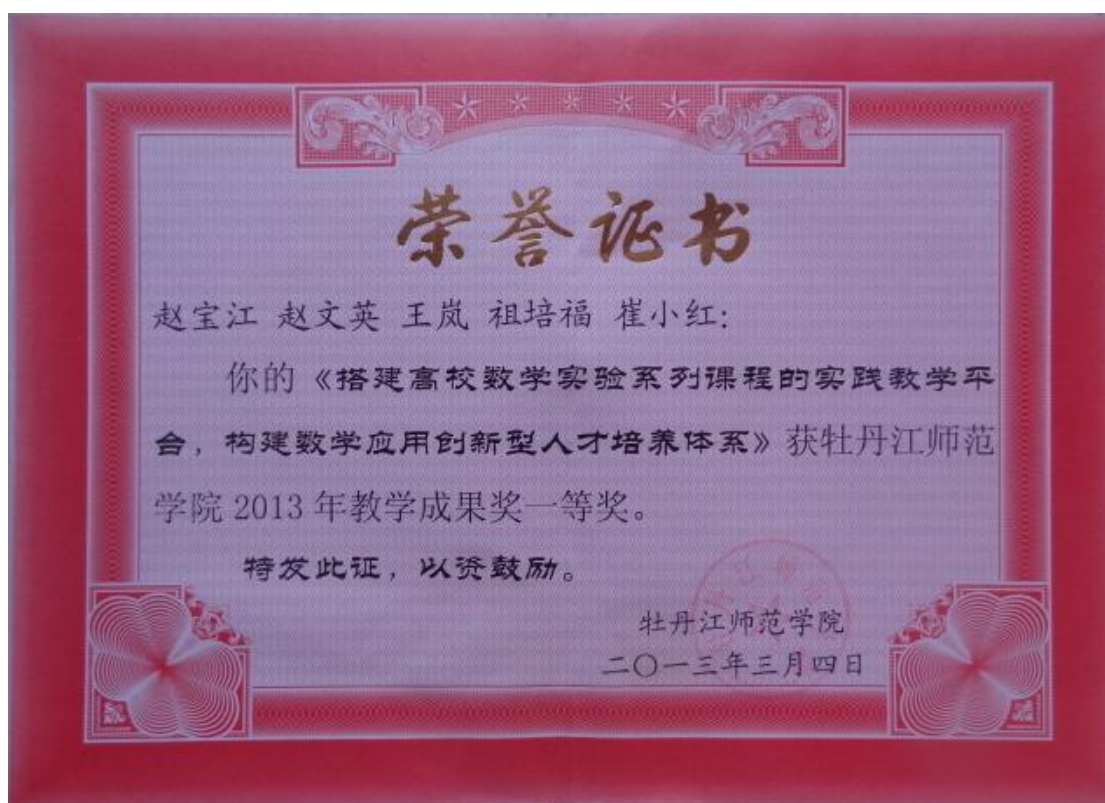 荣誉证书
赵宝江 赵文英 王岚 祖培福 崔小红:
你的《搭建高校数学实验系列课程的实践教学平
台，构建数学应用创新型人才培养体系》获牡丹江师范
学院 2013 年教学成果奖一等奖。
特发此证，以资鼓励。
牡丹江师范学院
二〇一三年三月四日